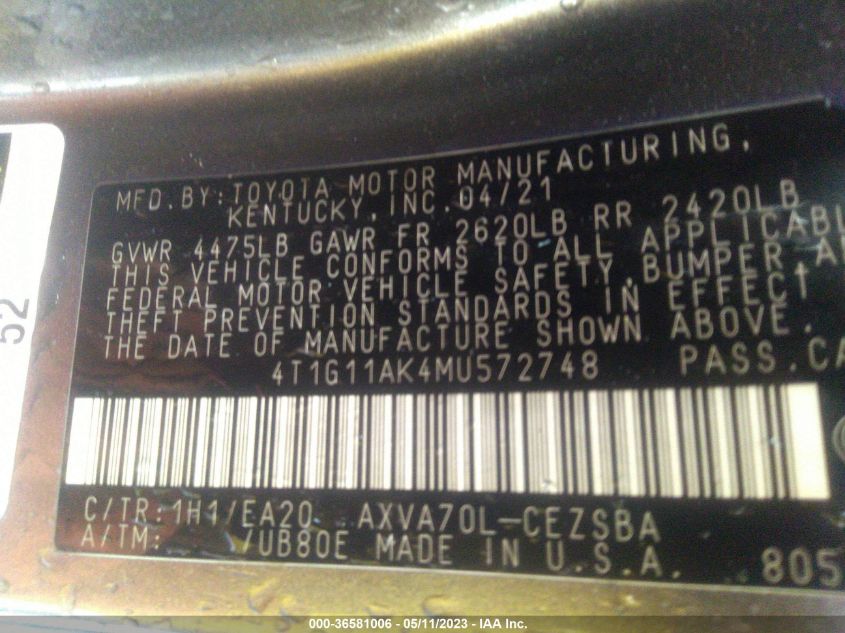 MFD.BY:TOYOTA MOTOR MANUFACTURING,
KENTUCKY,INC.04/21
GVWR 4475LB GAWR FR 2620LB RR 2420LB
THIS VEHICLE CONFORMS TO ALL APPLICABL
FEDERAL MOTOR VEHICLE SAFETY,BUMPER,A
THEFT PREVENTION STANDARDS IN EFFECT
THE DATE OF MANUFACTURE SHOWN ABOVE.
4T1G11AK4MU572748 PASS.CA
C/TR:1H1/EA20 AXVA70L-CEZSBA
A/TM: /UB80E MADE IN U.S.A. 805
52
000-36581006 - 05/11/2023 - IAA Inc.